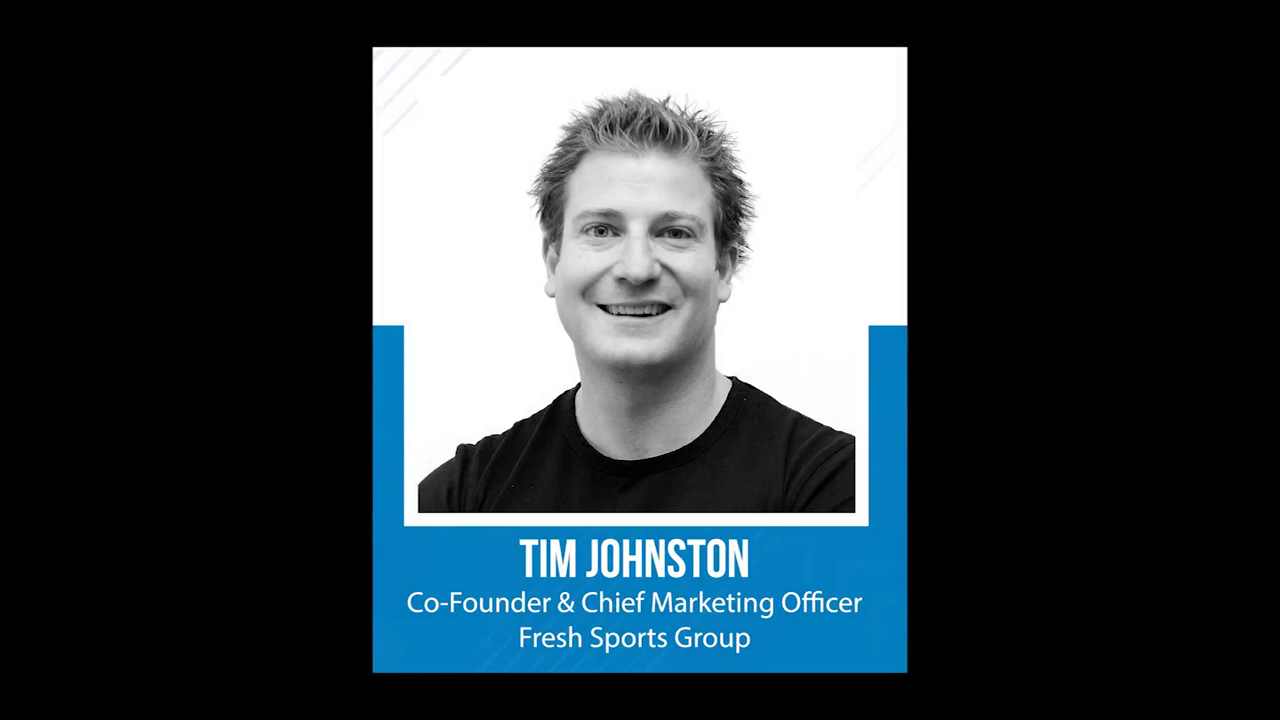 TIM JOHNSTON
Co-Founder & Chief Marketing Officer
Fresh Sports Group